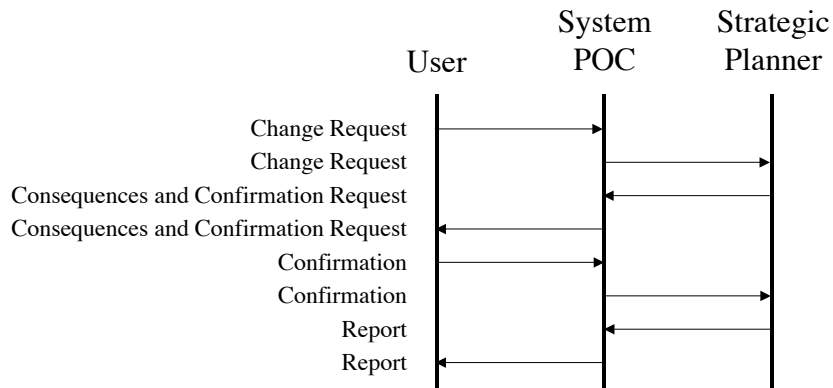 User
System
POC
Strategic
Planner
Change Request
Change Request
Consequences and Confirmation Request
Consequences and Confirmation Request
Confirmation
Confirmation
Report
Report